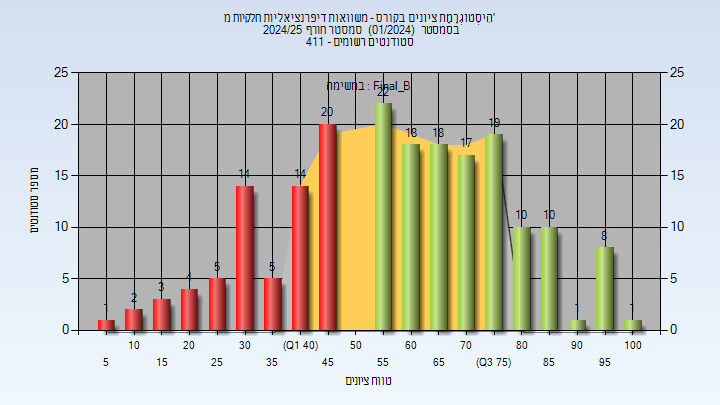 הִיסטוֹגְרַמַת ציונים בקורס - משוואות דיפרנציאליות חלקיות מ'
בסמסטר (01/2024) סמסטר חורף 2024/25
סטודנטים רשומים - 411
במשימה : Final_B
25 25
20 20
15 15
10 10
5 5
0 0
1 2 3 4 5 14 5 14 20 22 18 18 17 19 10 10 1 8 1
מספר סטודנטים
10 20 30 (Q1 40) 50 60 70 80 90 100
5 15 25 35 45 55 65 (Q3 75) 85 95
טווח ציונים